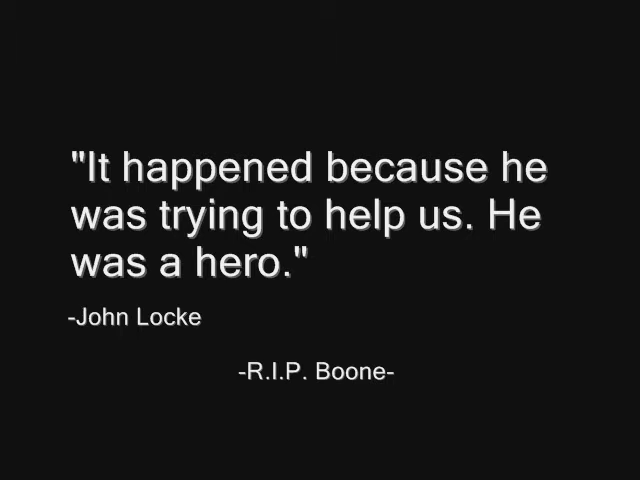 "It happened because he
was trying to help us. He
was a hero."
-John Locke
-R.I.P. Boone-